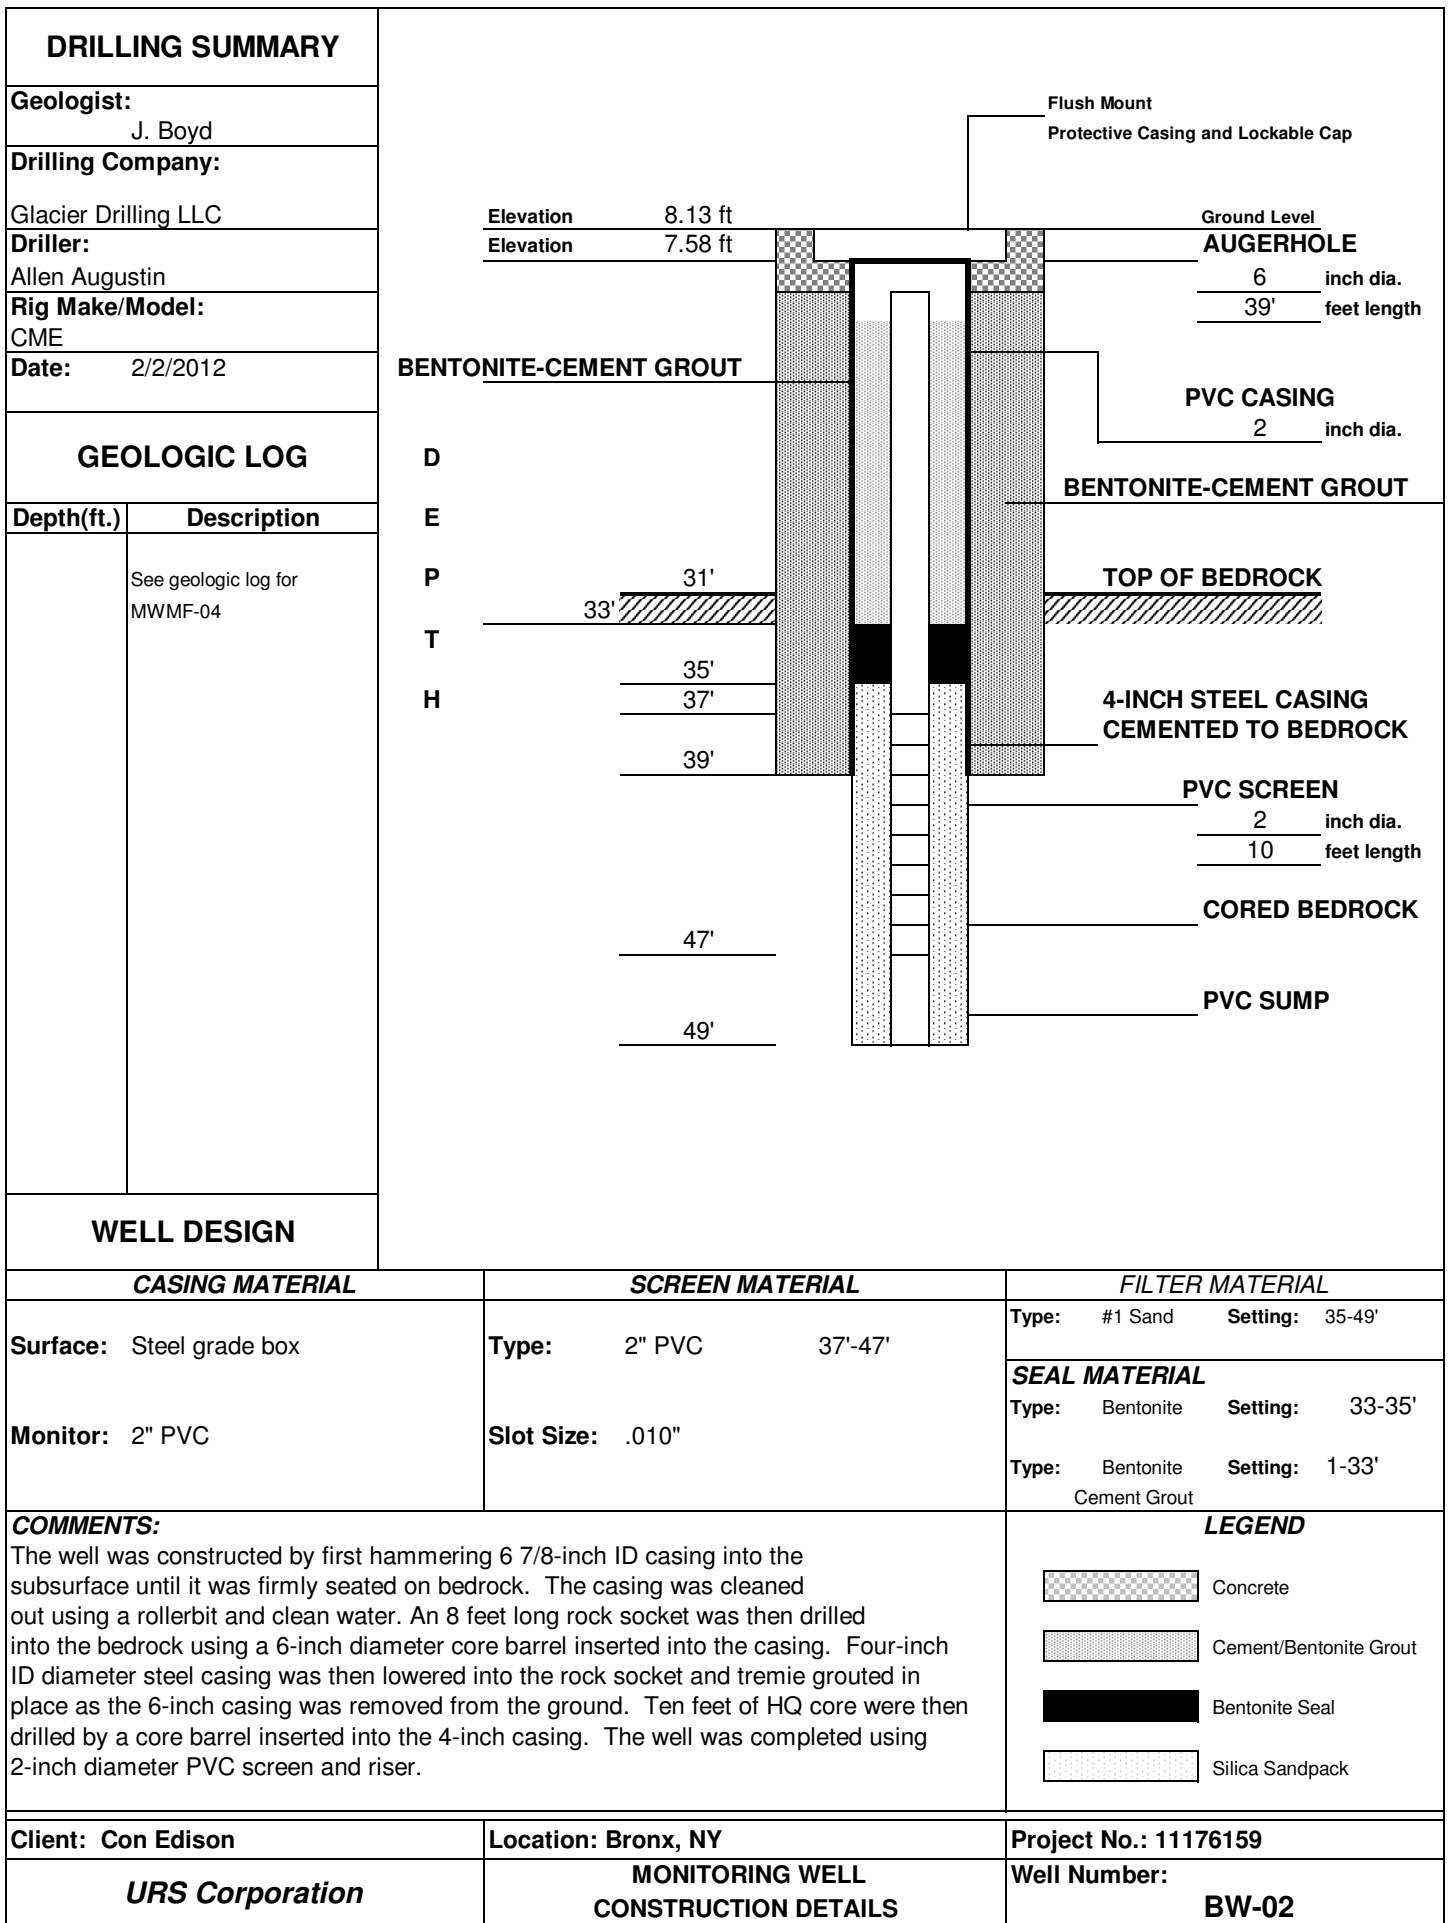 DRILLING SUMMARY
Geologist:
J. Boyd
Drilling Company:
Glacier Drilling LLC
Driller:
Allen Augustin
Rig Make/Model:
CME
Date: 2/2/2012
GEOLOGIC LOG
Depth(ft.) Description
See geologic log for
MWMF-04
WELL DESIGN
Flush Mount
Protective Casing and Lockable Cap
Elevation 8.13 ft Ground Level
Elevation 7.58 ft AUGERHOLE
6 inch dia.
39' feet length
BENTONITE-CEMENT GROUT
PVC CASING
2 inch dia.
D
BENTONITE-CEMENT GROUT
E
P 31' TOP OF BEDROCK
33'
T
35'
H 37' 4-INCH STEEL CASING
CEMENTED TO BEDROCK
39'
PVC SCREEN
2 inch dia.
10 feet length
CORED BEDROCK
47'
PVC SUMP
49'
CASING MATERIAL
Surface: Steel grade box
Monitor: 2" PVC
SCREEN MATERIAL
Type: 2" PVC 37'-47'
Slot Size: .010"
FILTER MATERIAL
Type: #1 Sand Setting: 35-49'
SEAL MATERIAL
Type: Bentonite Setting: 33-35'
Type: Bentonite Setting: 1-33'
Cement Grout
COMMENTS:
The well was constructed by first hammering 6 7/8-inch ID casing into the
subsurface until it was firmly seated on bedrock. The casing was cleaned
out using a rollerbit and clean water. An 8 feet long rock socket was then drilled
into the bedrock using a 6-inch diameter core barrel inserted into the casing. Four-inch
ID diameter steel casing was then lowered into the rock socket and tremie grouted in
place as the 6-inch casing was removed from the ground. Ten feet of HQ core were then
drilled by a core barrel inserted into the 4-inch casing. The well was completed using
2-inch diameter PVC screen and riser.
LEGEND
Concrete
Cement/Bentonite Grout
Bentonite Seal
Silica Sandpack
Client: Con Edison
Location: Bronx, NY
Project No.: 11176159
URS Corporation
MONITORING WELL
CONSTRUCTION DETAILS
Well Number:
BW-02